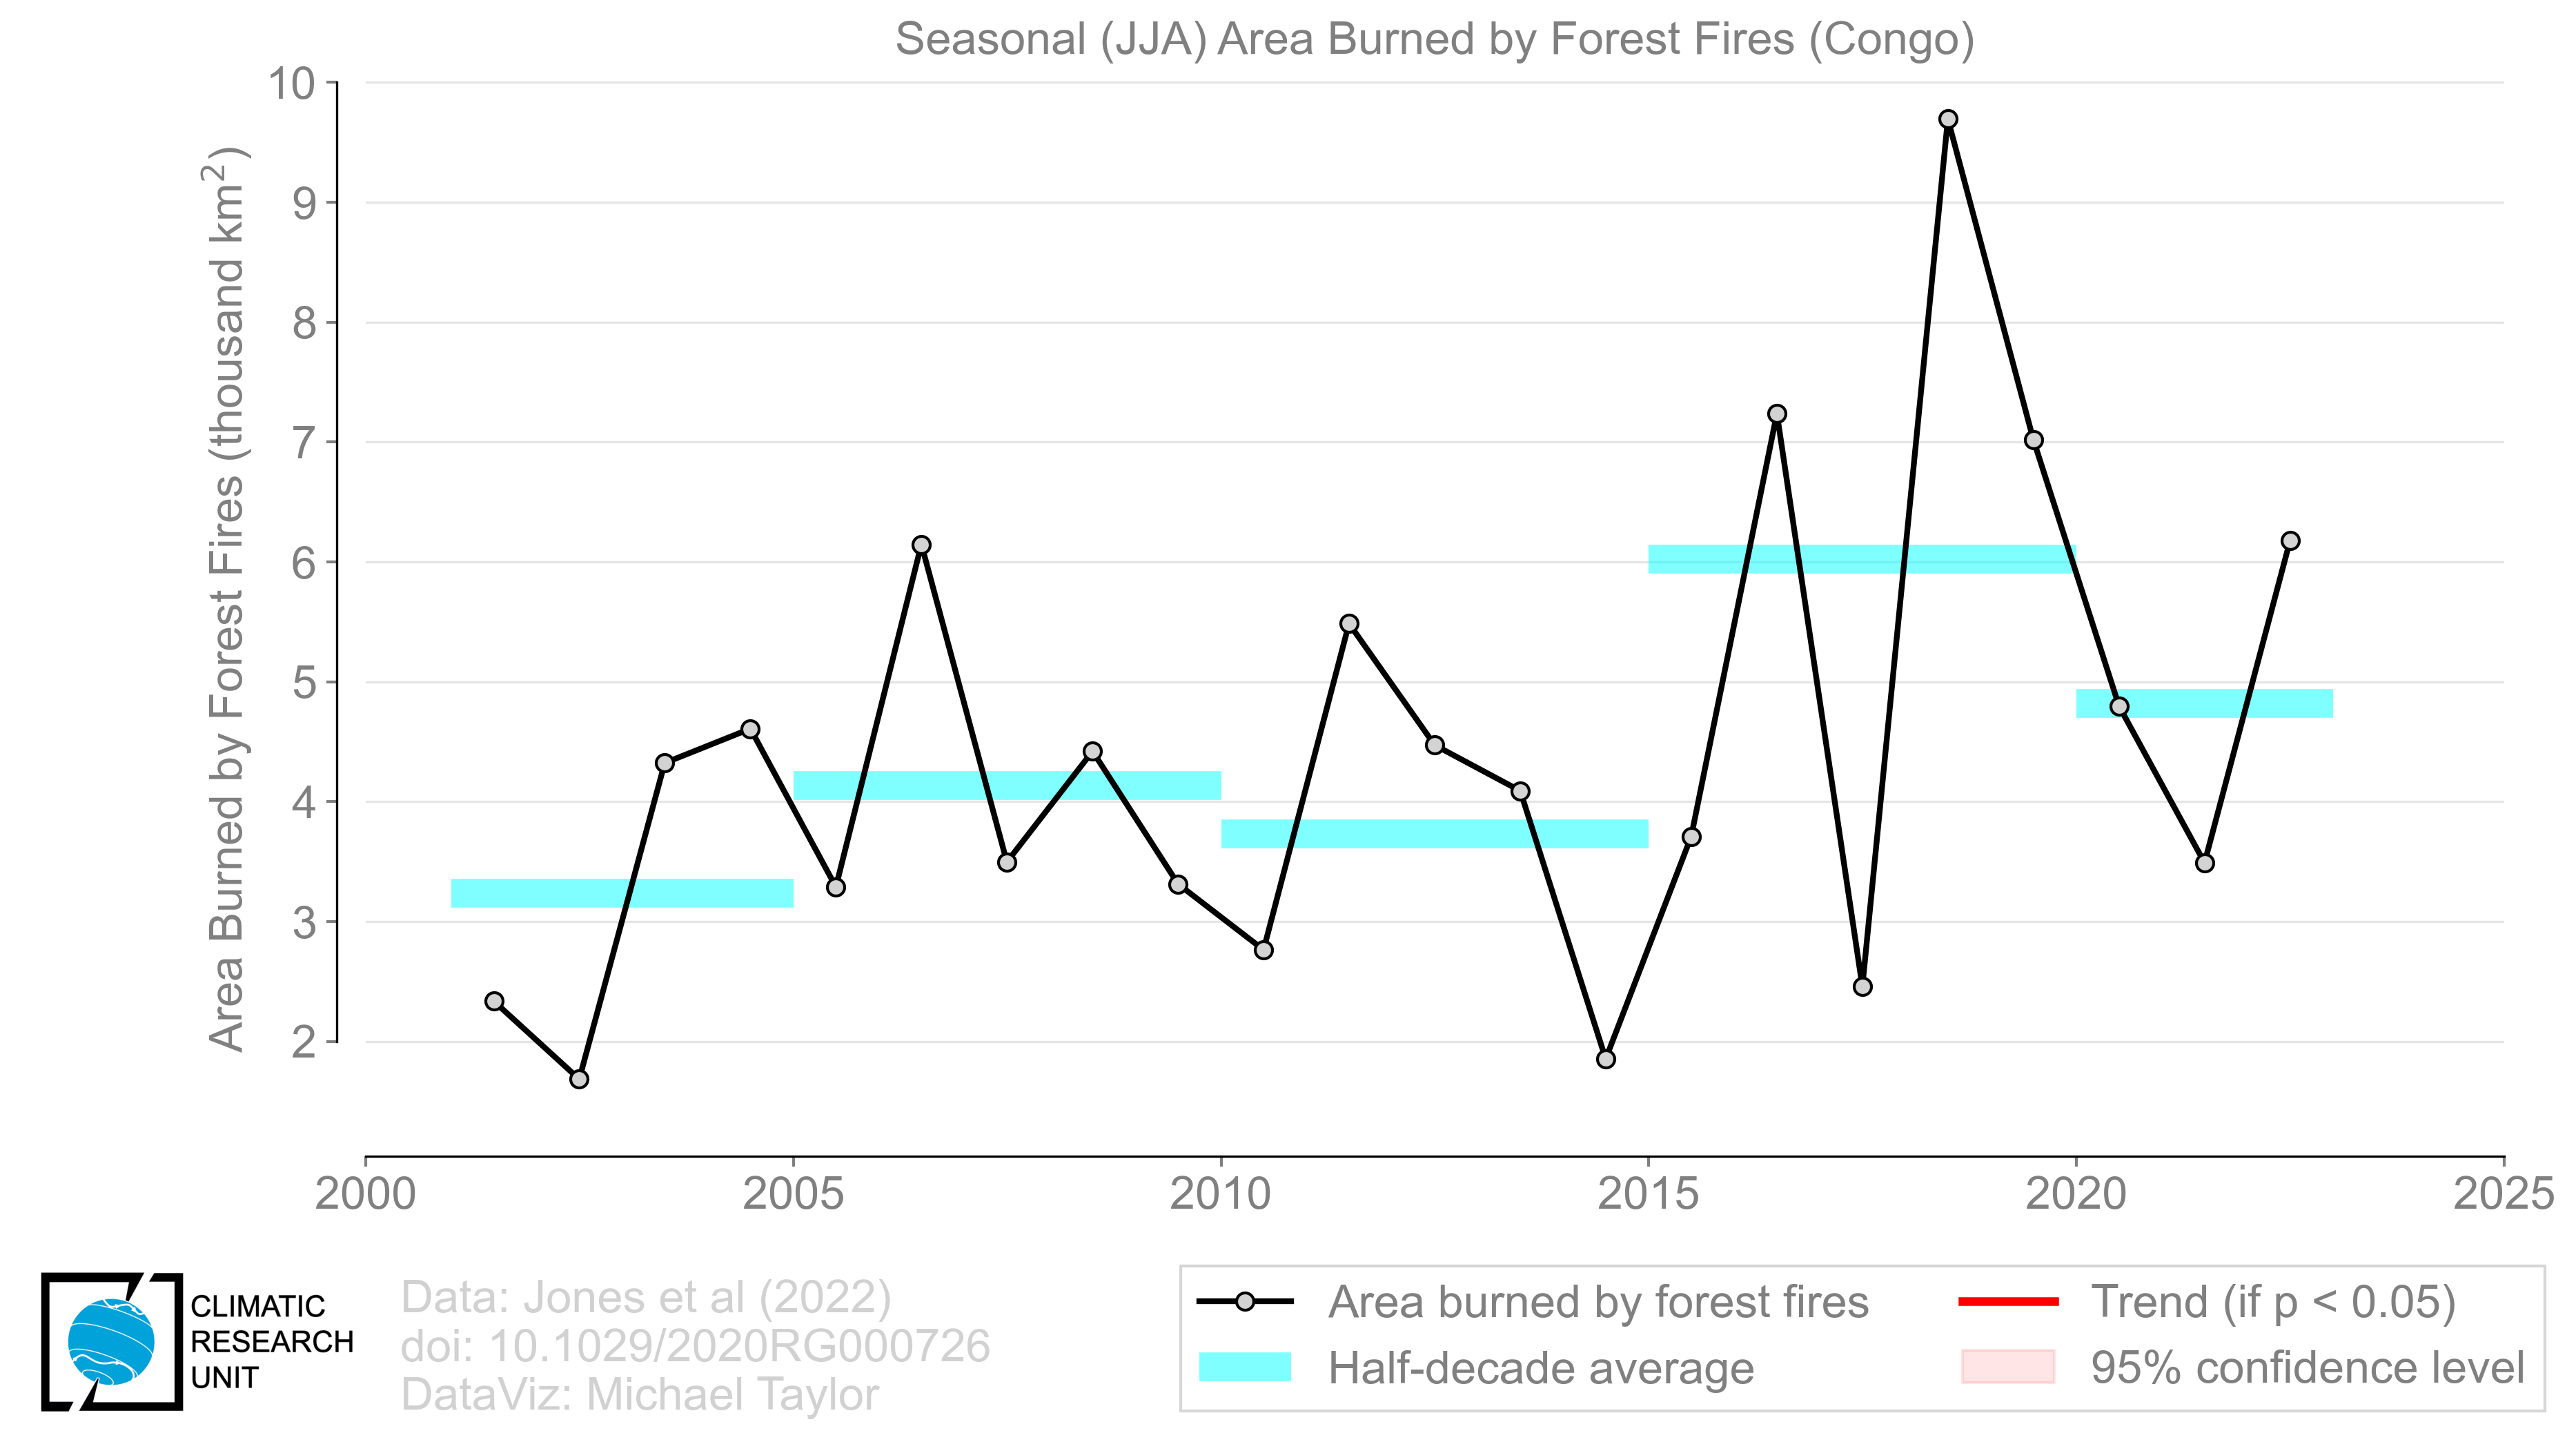 Seasonal (JJA) Area Burned by Forest Fires (Congo)
Area Burned by Forest Fires (thousand km²)
10
9
8
7
6
5
4
3
2
2000 2005 2010 2015 2020 2025
CLIMATIC
RESEARCH
UNIT
Data: Jones et al (2022)
doi: 10.1029/2020RG000726
DataViz: Michael Taylor
Area burned by forest fires
Half-decade average
Trend (if p < 0.05)
95% confidence level